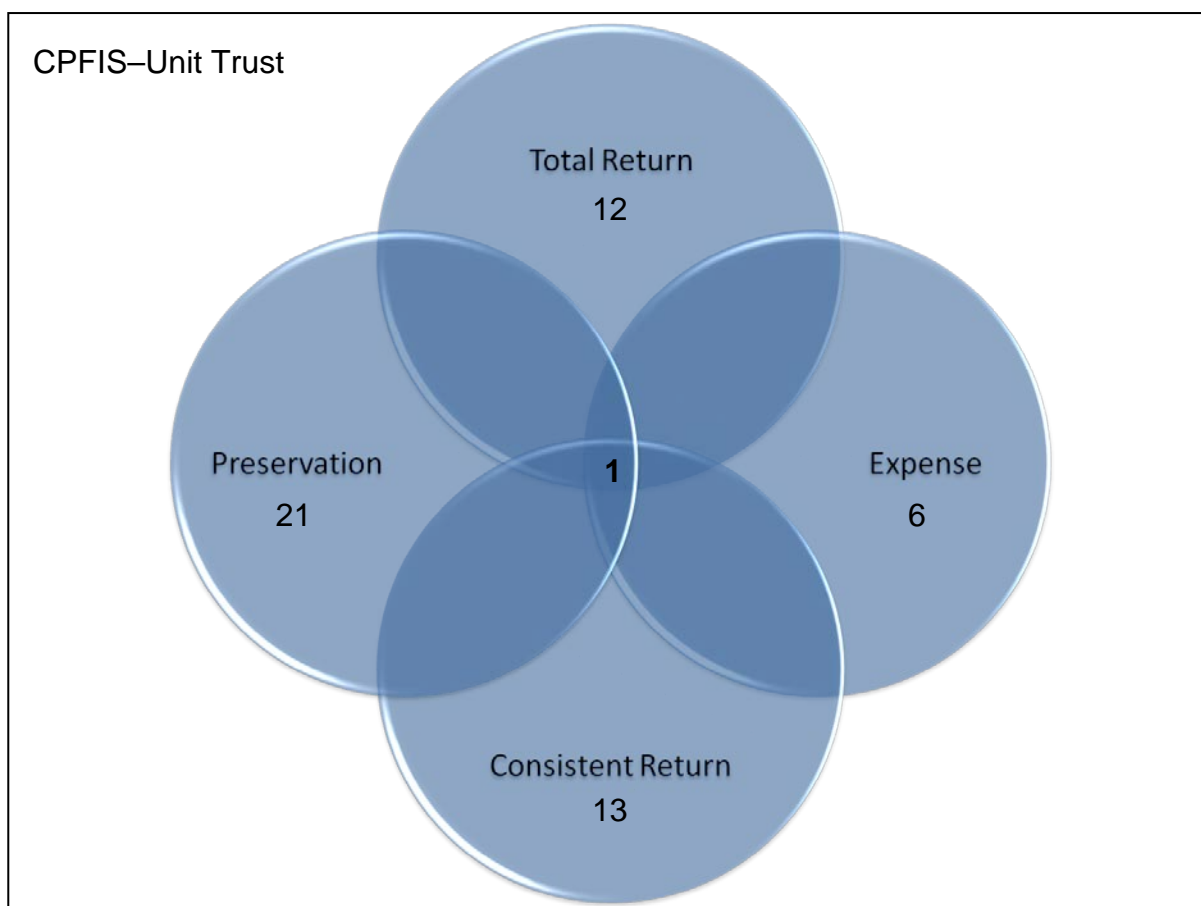 CPFIS–Unit Trust
Total Return
12
Preservation
21
1
Expense
6
Consistent Return
13